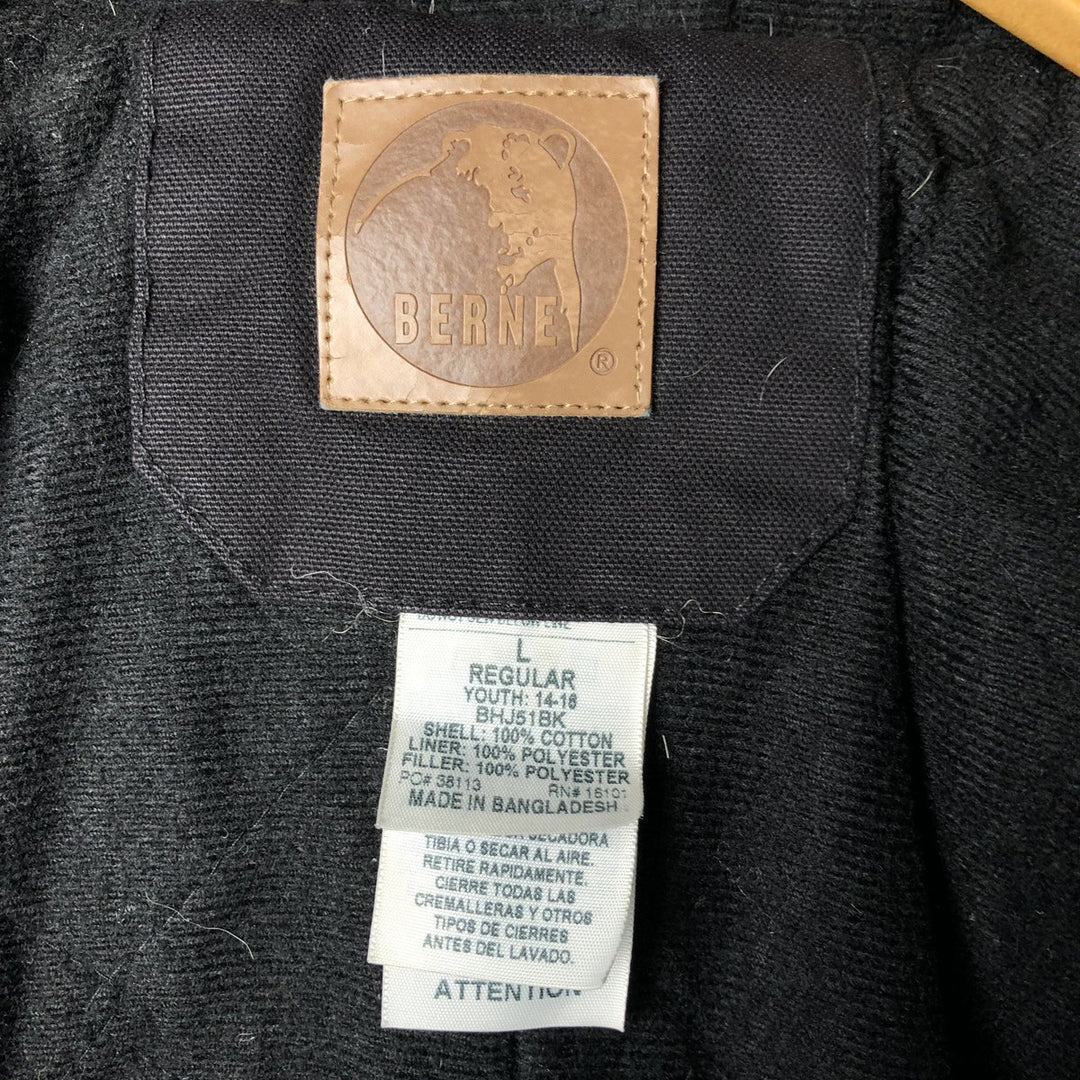 BERNE
®
L
REGULAR
YOUTH: 14-16
BHJ51BK
SHELL: 100% COTTON
LINER: 100% POLYESTER
FILLER: 100% POLYESTER
PO# 38113 RN# 16101
MADE IN BANGLADESH
SECADORA
TIBIA O SECAR AL AIRE.
RETIRE RAPIDAMENTE.
CIERRE TODAS LAS
CREMALLERAS Y OTROS
TIPOS DE CIERRES
ANTES DEL LAVADO.
ATTENTION